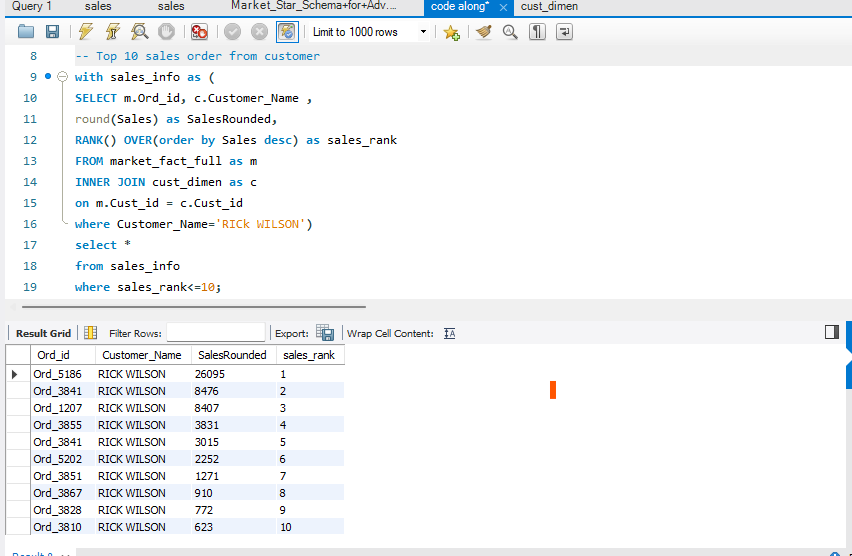 Query 1 sales sales Market_Star_Schema+for+Adv... code along* cust_dimen
Limit to 1000 rows
8 -- Top 10 sales order from customer
9 with sales_info as (
10 SELECT m.Ord_id, c.Customer_Name ,
11 round(Sales) as SalesRounded,
12 RANK() OVER(order by Sales desc) as sales_rank
13 FROM market_fact_full as m
14 INNER JOIN cust_dimen as c
15 on m.Cust_id = c.Cust_id
16 where Customer_Name='RICk WILSON')
17 select *
18 from sales_info
19 where sales_rank<=10;
Result Grid Filter Rows: Export: Wrap Cell Content:
Ord_id Customer_Name SalesRounded sales_rank
Ord_5186 RICK WILSON 26095 1
Ord_3841 RICK WILSON 8476 2
Ord_1207 RICK WILSON 8407 3
Ord_3855 RICK WILSON 3831 4
Ord_3841 RICK WILSON 3015 5
Ord_5202 RICK WILSON 2252 6
Ord_3851 RICK WILSON 1271 7
Ord_3867 RICK WILSON 910 8
Ord_3828 RICK WILSON 772 9
Ord_3810 RICK WILSON 623 10